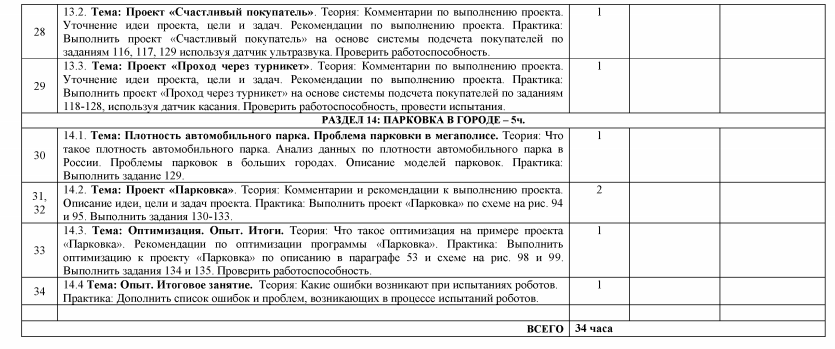 28
13.2. Тема: Проект «Счастливый покупатель». Теория: Комментарии по выполнению проекта.
Уточнение идеи проекта, цели и задач. Рекомендации по выполнению проекта. Практика:
Выполнить проект «Счастливый покупатель» на основе системы подсчета покупателей по
заданиям 116, 117, 129 используя датчик ультразвука. Проверить работоспособность.
1
29
13.3. Тема: Проект «Проход через турникет». Теория: Комментарии по выполнению проекта.
Уточнение идеи проекта, цели и задач. Рекомендации по выполнению проекта. Практика:
Выполнить проект «Проход через турникет» на основе системы подсчета покупателей по заданиям
118-128, используя датчик касания. Проверить работоспособность, провести испытания.
1
РАЗДЕЛ 14: ПАРКОВКА В ГОРОДЕ – 5ч.
30
14.1. Тема: Плотность автомобильного парка. Проблема парковки в мегаполисе. Теория: Что
такое плотность автомобильного парка. Анализ данных по плотности автомобильного парка в
России. Проблемы парковок в больших городах. Описание моделей парковок. Практика:
Выполнить задание 129.
1
31,
32
14.2. Тема: Проект «Парковка». Теория: Комментарии и рекомендации к выполнению проекта.
Описание идеи, цели и задач проекта. Практика: Выполнить проект «Парковка» по схеме на рис. 94
и 95. Выполнить задания 130-133.
2
33
14.3. Тема: Оптимизация. Опыт. Итоги. Теория: Что такое оптимизация на примере проекта
«Парковка». Рекомендации по оптимизации программы «Парковка». Практика: Выполнить
оптимизацию к проекту «Парковка» по описанию в параграфе 53 и схеме на рис. 98 и 99.
Выполнить задания 134 и 135. Проверить работоспособность.
1
34
14.4 Тема: Опыт. Итоговое занятие. Теория: Какие ошибки возникают при испытаниях роботов.
Практика: Дополнить список ошибок и проблем, возникающих в процессе испытаний роботов.
1
ВСЕГО
34 часа